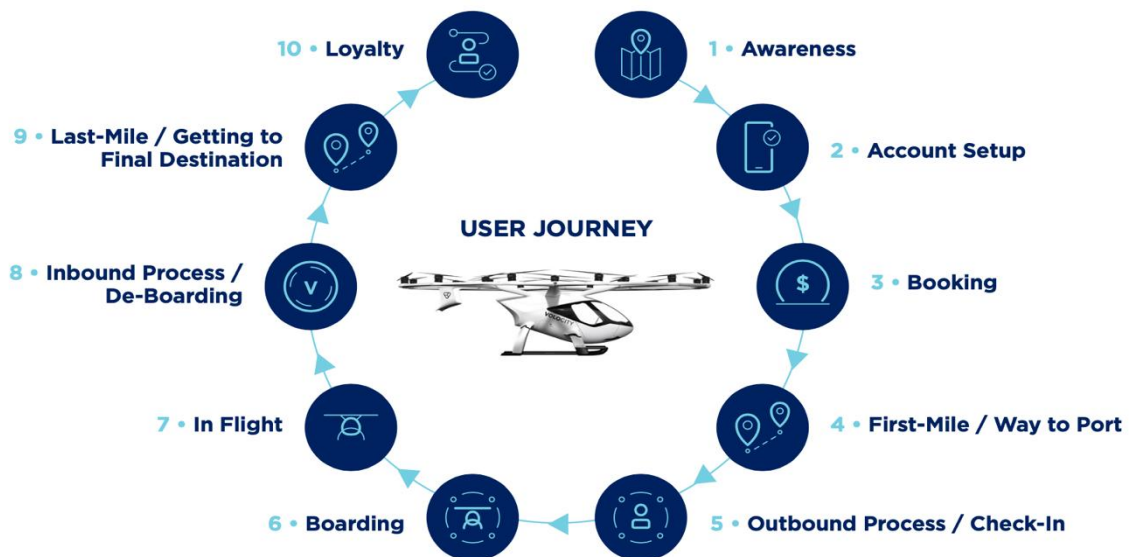 1 • Awareness
2 • Account Setup
3 • Booking
4 • First-Mile / Way to Port
5 • Outbound Process / Check-In
6 • Boarding
7 • In Flight
8 • Inbound Process /
De-Boarding
9 • Last-Mile / Getting to
Final Destination
10 • Loyalty
USER JOURNEY
VOLOCITY
$
V